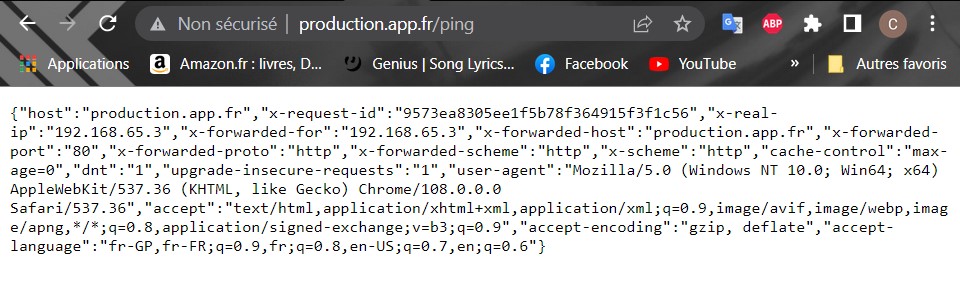 Non sécurisé | production.app.fr/ping
ABP
C
Applications
a
Amazon.fr : livres, D...
Genius | Song Lyrics...
Facebook
YouTube
»
Autres favoris
{"host":"production.app.fr","x-request-id":"9573ea8305ee1f5b78f364915f3f1c56","x-real-
ip":"192.168.65.3","x-forwarded-for":"192.168.65.3","x-forwarded-host":"production.app.fr","x-forwarded-
port":"80","x-forwarded-proto":"http","x-forwarded-scheme":"http","x-scheme":"http","cache-control":"max-
age=0","dnt":"1","upgrade-insecure-requests":"1","user-agent":"Mozilla/5.0 (Windows NT 10.0; Win64; x64)
AppleWebKit/537.36 (KHTML, like Gecko) Chrome/108.0.0.0
Safari/537.36","accept":"text/html,application/xhtml+xml,application/xml;q=0.9,image/avif,image/webp,imag
e/apng,*/*;q=0.8,application/signed-exchange;v=b3;q=0.9","accept-encoding":"gzip, deflate","accept-
language":"fr-GP,fr-FR;q=0.9,fr;q=0.8,en-US;q=0.7,en;q=0.6"}